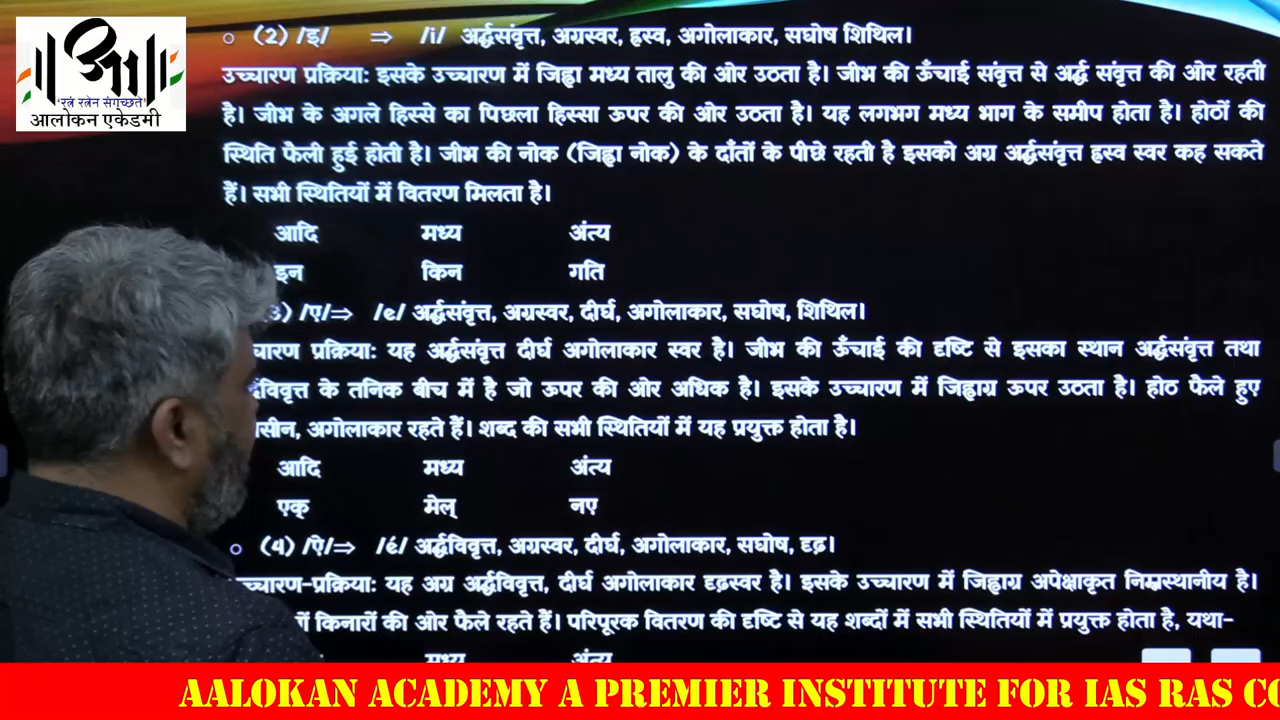 ○ (2) /इ/ ⇒ /i/ अर्द्धसंवृत्त, अग्रस्वर, ह्रस्व, अगोलाकार, सघोष शिथिल।
उच्चारण प्रक्रियाः इसके उच्चारण में जिह्वा मध्य तालु की ओर उठता है। जीभ की ऊँचाई संवृत्त से अर्द्ध संवृत्त की ओर रहती
है। जीभ के अगले हिस्से का पिछला हिस्सा ऊपर की ओर उठता है। यह लगभग मध्य भाग के समीप होता है। होठों की
स्थिति फैली हुई होती है। जीभ की नोक (जिह्वा नोक) के दाँतों के पीछे रहती है इसको अग्र अर्द्धसंवृत्त ह्रस्व स्वर कह सकते
हैं। सभी स्थितियों में वितरण मिलता है।
आदि मध्य अंत्य
इन किन गति
3) /ए/⇒ /e/ अर्द्धसंवृत्त, अग्रस्वर, दीर्घ, अगोलाकार, सघोष, शिथिल।
प्रक्रियाः यह अर्द्धसंवृत्त दीर्घ अगोलाकार स्वर है। जीभ की ऊँचाई की दृष्टि से इसका स्थान अर्द्धसंवृत्त तथा
के तनिक बीच में है जो ऊपर की ओर अधिक है। इसके उच्चारण में जिह्वाग्र ऊपर उठता है। होठ फैले हुए
अगोलाकार रहते हैं। शब्द की सभी स्थितियों में यह प्रयुक्त होता है।
आदि मध्य अंत्य
एक् मेल् नए
○ (4) /ऐ/⇒ /é/ अर्द्धविवृत्त, अग्रस्वर, दीर्घ, अगोलाकार, सघोष, दृढ़।
यह अग्र अर्द्धविवृत्त, दीर्घ अगोलाकार दृढ़स्वर है। इसके उच्चारण में जिह्वाग्र अपेक्षाकृत निम्नस्थानीय है।
किनारों की ओर फैले रहते हैं। परिपूरक वितरण की दृष्टि से यह शब्दों में सभी स्थितियों में प्रयुक्त होता है, यथा-
मध्य अंत्य
आ
'रत्नं रत्नेन संगच्छते'
आलोकन एकेडमी
AALOKAN ACADEMY A PREMIER INSTITUTE FOR IAS RAS